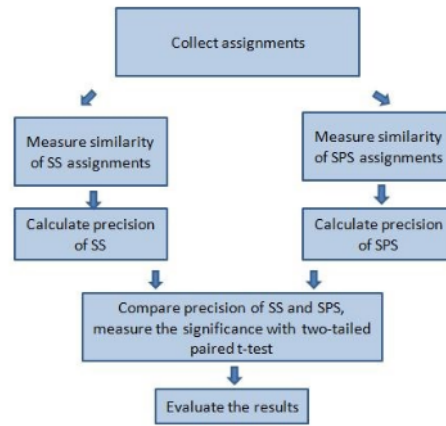 Collect assignments
Measure similarity
of SS assignments
Measure similarity
of SPS assignments
Calculate precision
of SS
Calculate precision
of SPS
Compare precision of SS and SPS,
measure the significance with two-tailed
paired t-test
Evaluate the results